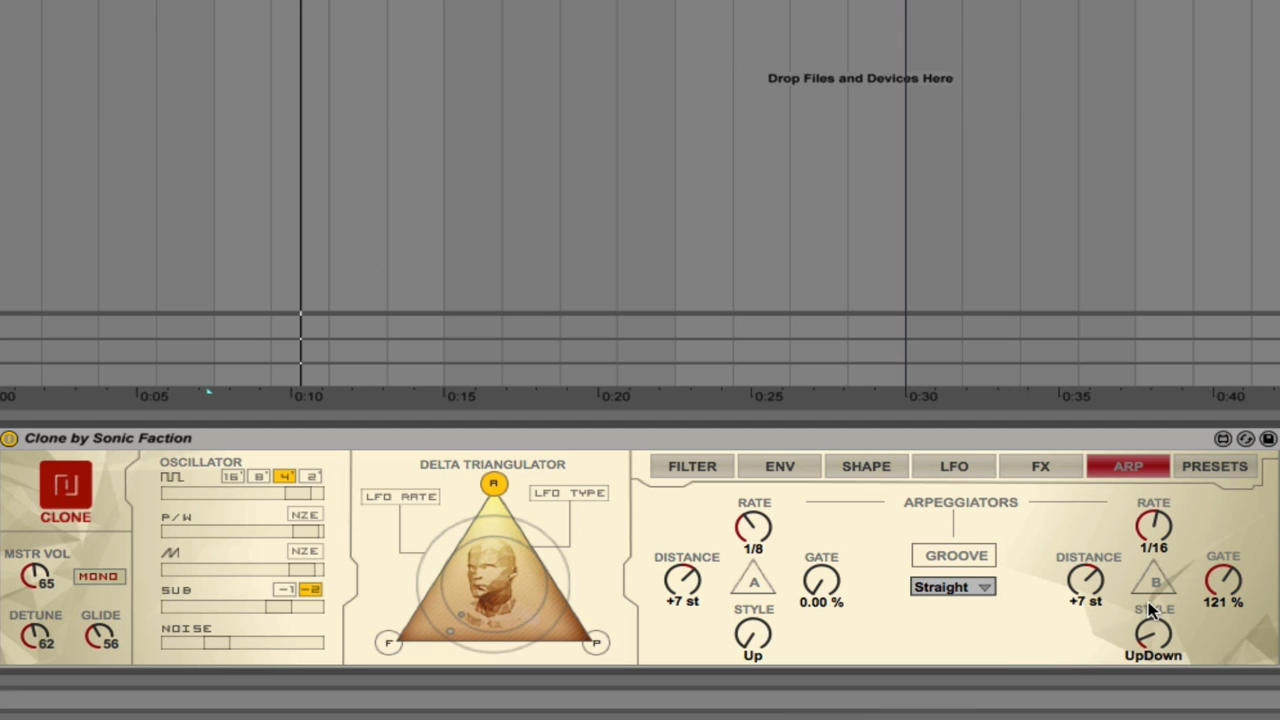 Drop Files and Devices Here
00 0:05 0:10 0:15 0:20 0:25 0:30 0:35 0:40
Clone by Sonic Faction
CLONE
MSTR VOL
65
MONO
DETUNE GLIDE
62 56
OSCILLATOR
16' 8' 4' 2'
P/W NZE
NZE
SUB -1 -2
NOISE
DELTA TRIANGULATOR
LFO RATE LFO TYPE
A
F P
FILTER ENV SHAPE LFO FX ARP PRESETS
ARPEGGIATORS
RATE
1/8
DISTANCE
+7 st
A
GATE
0.00 %
STYLE
Up
GROOVE
Straight
RATE
1/16
DISTANCE
+7 st
B
GATE
121 %
STYLE
UpDown